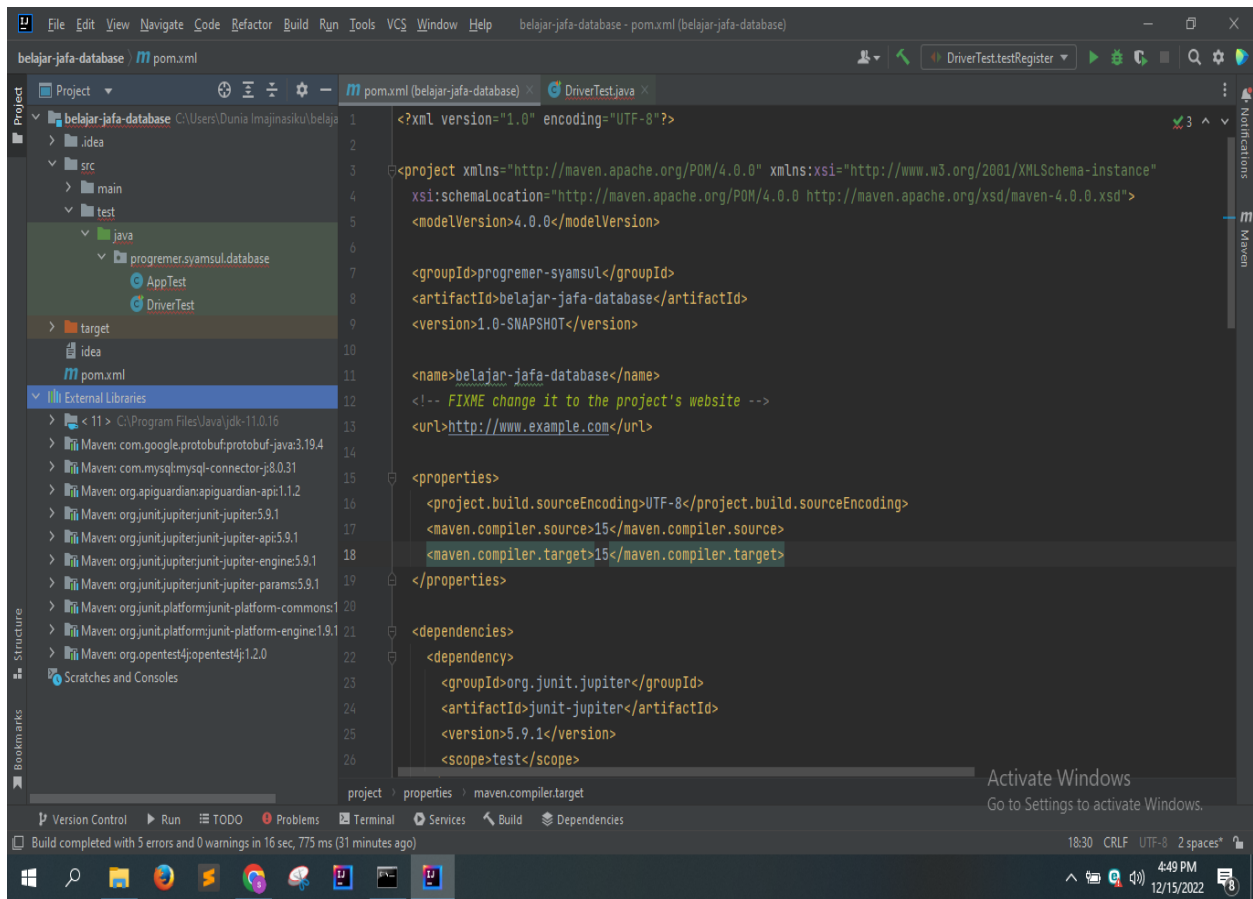 File Edit View Navigate Code Refactor Build Run Tools VCS Window Help belajar-jafa-database - pom.xml (belajar-jafa-database)
belajar-jafa-database pom.xml
DriverTest.testRegister
Project
pom.xml (belajar-jafa-database)
DriverTest.java
Project
belajar-jafa-database C:\Users\Dunia Imajinasiku\belaja
.idea
src
main
test
java
progremer.syamsul.database
AppTest
DriverTest
target
idea
pom.xml
External Libraries
< 11 > C:\Program Files\Java\jdk-11.0.16
Maven: com.google.protobuf:protobuf-java:3.19.4
Maven: com.mysql:mysql-connector-j:8.0.31
Maven: org.apiguardian:apiguardian-api:1.1.2
Maven: org.junit.jupiter:junit-jupiter:5.9.1
Maven: org.junit.jupiter:junit-jupiter-api:5.9.1
Maven: org.junit.jupiter:junit-jupiter-engine:5.9.1
Maven: org.junit.jupiter:junit-jupiter-params:5.9.1
Maven: org.junit.platform:junit-platform-commons:1
Maven: org.junit.platform:junit-platform-engine:1.9.1
Maven: org.opentest4j:opentest4j:1.2.0
Scratches and Consoles
Structure
Bookmarks
1 <?xml version="1.0" encoding="UTF-8"?>
2
3 <project xmlns="http://maven.apache.org/POM/4.0.0" xmlns:xsi="http://www.w3.org/2001/XMLSchema-instance"
4 xsi:schemaLocation="http://maven.apache.org/POM/4.0.0 http://maven.apache.org/xsd/maven-4.0.0.xsd">
5 <modelVersion>4.0.0</modelVersion>
6
7 <groupId>progremer-syamsul</groupId>
8 <artifactId>belajar-jafa-database</artifactId>
9 <version>1.0-SNAPSHOT</version>
10
11 <name>belajar-jafa-database</name>
12 <!-- FIXME change it to the project's website -->
13 <url>http://www.example.com</url>
14
15 <properties>
16 <project.build.sourceEncoding>UTF-8</project.build.sourceEncoding>
17 <maven.compiler.source>15</maven.compiler.source>
18 <maven.compiler.target>15</maven.compiler.target>
19 </properties>
20
21 <dependencies>
22 <dependency>
23 <groupId>org.junit.jupiter</groupId>
24 <artifactId>junit-jupiter</artifactId>
25 <version>5.9.1</version>
26 <scope>test</scope>
3
Notifications
m Maven
project > properties > maven.compiler.target
Activate Windows
Go to Settings to activate Windows.
Version Control Run TODO Problems Terminal Services Build Dependencies
Build completed with 5 errors and 0 warnings in 16 sec, 775 ms (31 minutes ago)
18:30 CRLF UTF-8 2 spaces*
4:49 PM
12/15/2022
8